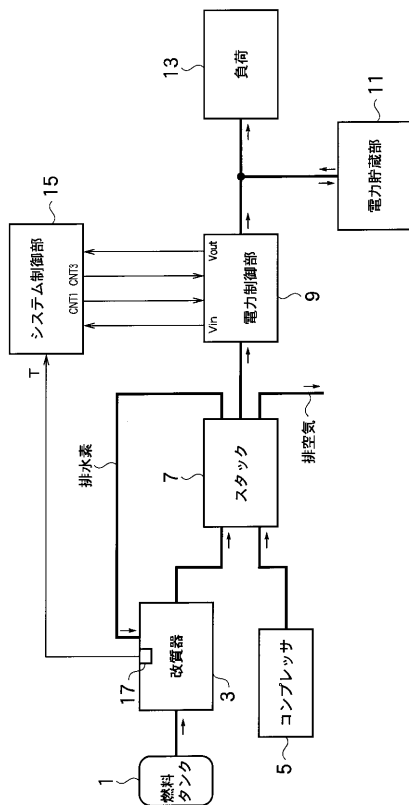 1
燃料
タンク
3
改質器
17
5
コンプレッサ
7
スタック
排水素
排空気
9
電力制御部
Vin
Vout
CNT1
CNT3
T
15
システム制御部
11
電力貯蔵部
13
負荷